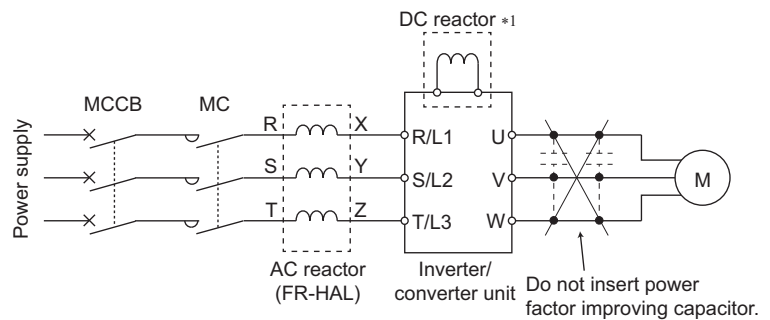 DC reactor *1
MCCB
MC
R
X
R/L1
U
S
Y
S/L2
V
M
T
Z
T/L3
W
Power supply
AC reactor
(FR-HAL)
Inverter/
converter unit
Do not insert power
factor improving capacitor.